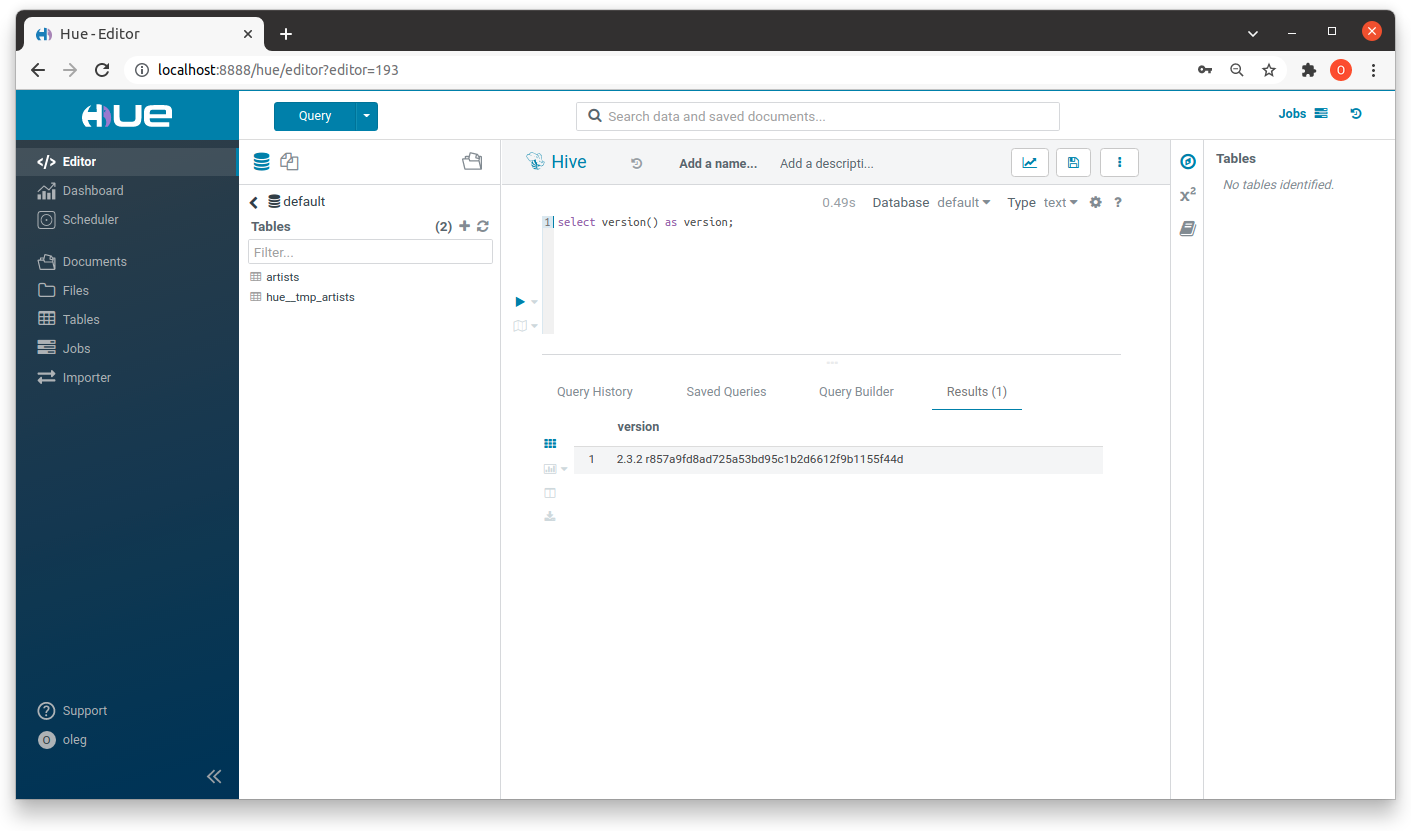 Hue - Editor
localhost:8888/hue/editor?editor=193
O
HUE
Query
Search data and saved documents...
Jobs
Editor
Dashboard
Scheduler
Documents
Files
Tables
Jobs
Importer
Support
O oleg
default
Tables (2)
Filter...
artists
hue__tmp_artists
Hive
Add a name...
Add a descripti...
0.49s Database default Type text ?
1 select version() as version;
Query History Saved Queries Query Builder Results (1)
version
1 2.3.2 r857a9fd8ad725a53bd95c1b2d6612f9b1155f44d
x²
Tables
No tables identified.